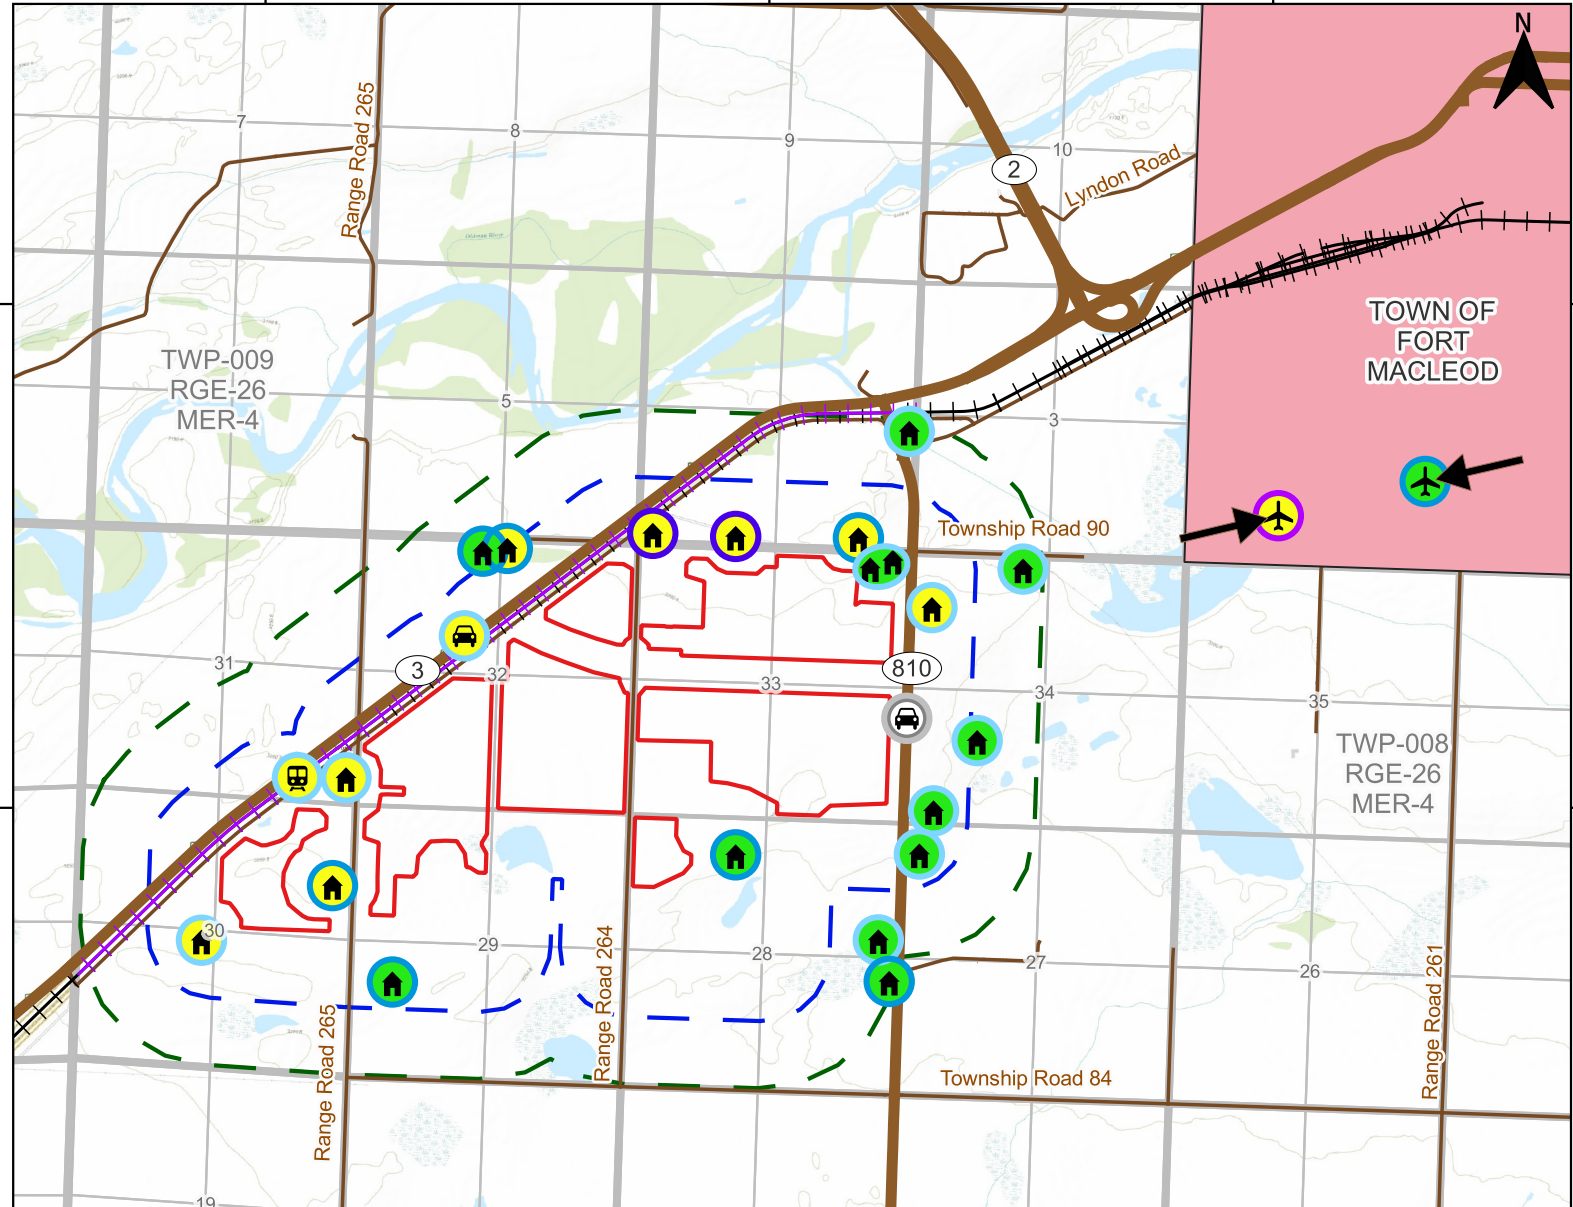 N
Range Road 265
7
8
9
10
2
Lyndon Road
TOWN OF
FORT
MACLEOD
TWP-009
RGE-26
MER-4
5
3
Township Road 90
31
3
32
33
810
34
35
TWP-008
RGE-26
MER-4
30
29
28
27
26
Range Road 265
Range Road 264
Range Road 261
Township Road 84
19